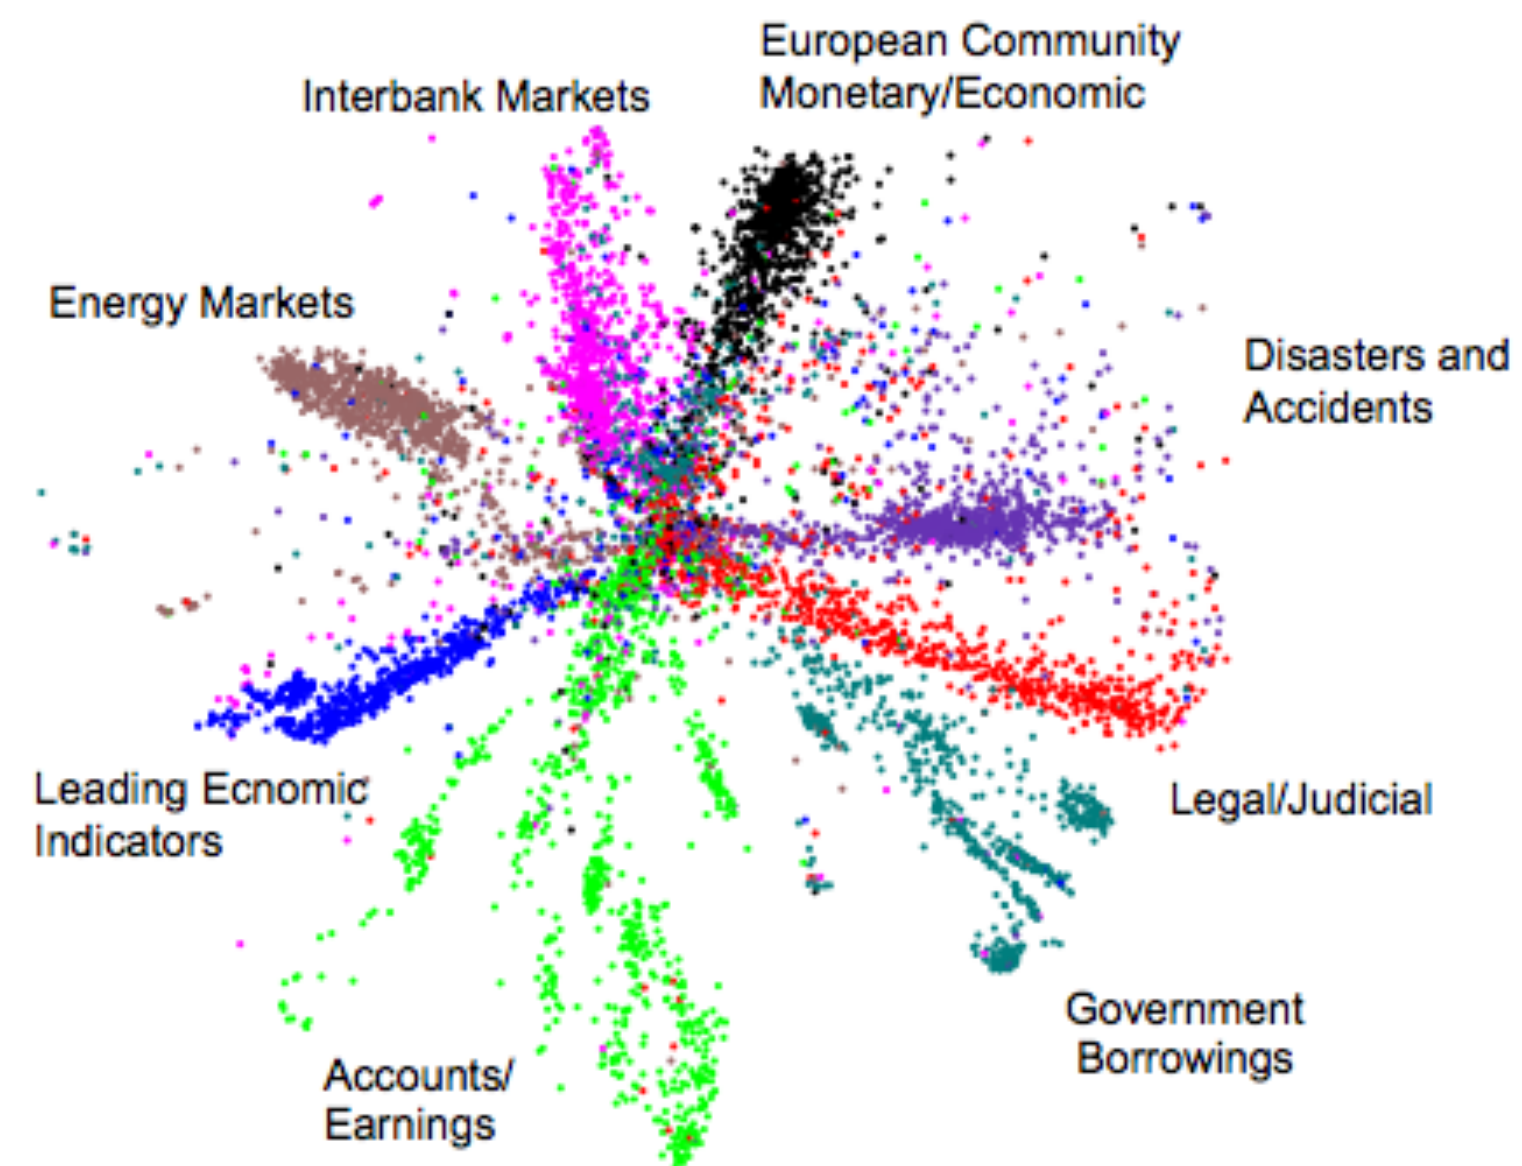 European Community
Monetary/Economic
Interbank Markets
Energy Markets
Disasters and
Accidents
Leading Ecnomic
Indicators
Legal/Judicial
Government
Borrowings
Accounts/
Earnings